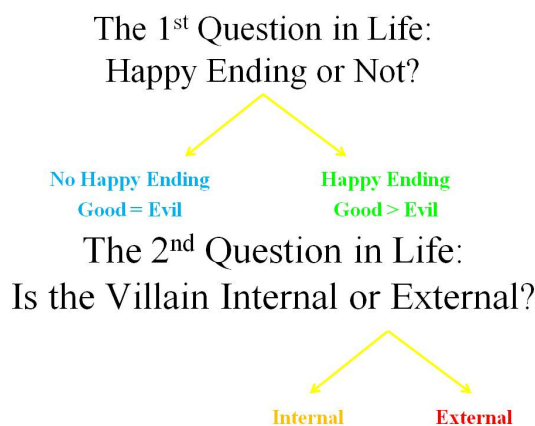 The 1st Question in Life:
Happy Ending or Not?
No Happy Ending
Good = Evil
Happy Ending
Good > Evil
The 2nd Question in Life:
Is the Villain Internal or External?
Internal
External